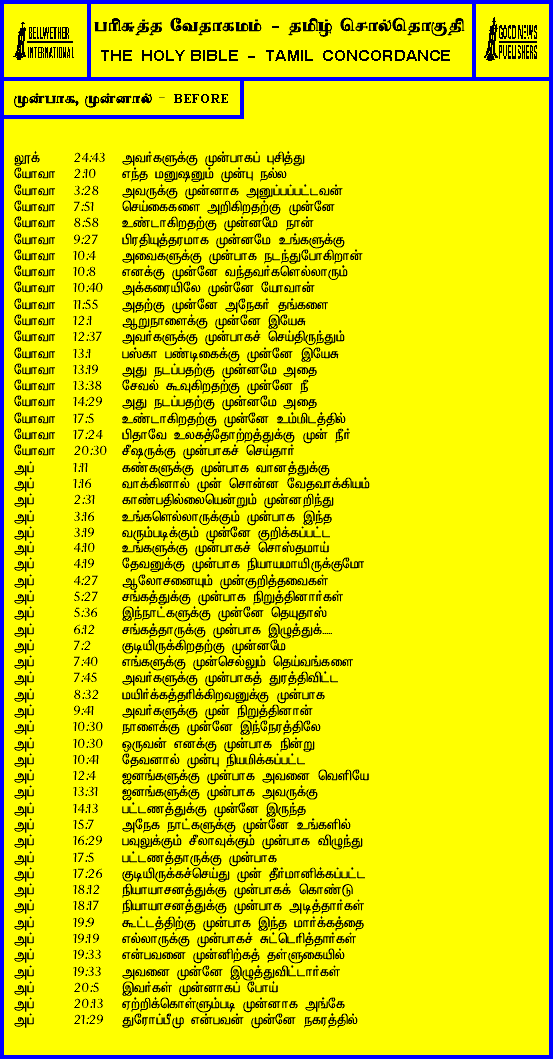 BELLWETHER
INTERNATIONAL
பரிசுத்த வேதாகமம் - தமிழ் சொல்தொகுதி
THE HOLY BIBLE - TAMIL CONCORDANCE
GOOD NEWS
PUBLISHERS
முன்பாக, முன்னால் - BEFORE
லூக் 24:43 அவர்களுக்கு முன்பாகப் புசித்து
யோவா 2:10 எந்த மனுஷனும் முன்பு நல்ல
யோவா 3:28 அவருக்கு முன்னாக அனுப்பப்பட்டவன்
யோவா 7:51 செய்கைகளை அறிகிறதற்கு முன்னே
யோவா 8:58 உண்டாகிறதற்கு முன்னமே நான்
யோவா 9:27 பிரதியுத்தரமாக முன்னமே உங்களுக்கு
யோவா 10:4 அவைகளுக்கு முன்பாக நடந்துபோகிறான்
யோவா 10:8 எனக்கு முன்னே வந்தவர்களெல்லாரும்
யோவா 10:40 அக்கரையிலே முன்னே யோவான்
யோவா 11:55 அதற்கு முன்னே அநேகர் தங்களை
யோவா 12:1 ஆறுநாளைக்கு முன்னே இயேசு
யோவா 12:37 அவர்களுக்கு முன்பாகச் செய்திருந்தும்
யோவா 13:1 பஸ்கா பண்டிகைக்கு முன்னே இயேசு
யோவா 13:19 அது நடப்பதற்கு முன்னமே அதை
யோவா 13:38 சேவல் கூவுகிறதற்கு முன்னே நீ
யோவா 14:29 அது நடப்பதற்கு முன்னமே அதை
யோவா 17:5 உண்டாகிறதற்கு முன்னே உம்மிடத்தில்
யோவா 17:24 பிதாவே உலகத்தோற்றத்துக்கு முன் நீர்
யோவா 20:30 சீஷருக்கு முன்பாகச் செய்தார்
அப் 1:11 கண்களுக்கு முன்பாக வானத்துக்கு
அப் 1:16 வாக்கினால் முன் சொன்ன வேதவாக்கியம்
அப் 2:31 காண்பதில்லையென்றும் முன்னறிந்து
அப் 3:16 உங்களெல்லாருக்கும் முன்பாக இந்த
அப் 3:19 வரும்படிக்கும் முன்னே குறிக்கப்பட்ட
அப் 4:10 உங்களுக்கு முன்பாகச் சொஸ்தமாய்
அப் 4:19 தேவனுக்கு முன்பாக நியாயமாயிருக்குமோ
அப் 4:27 ஆலோசனையும் முன்குறித்தவைகள்
அப் 5:27 சங்கத்துக்கு முன்பாக நிறுத்தினார்கள்
அப் 5:36 இந்நாட்களுக்கு முன்னே தெயுதாஸ்
அப் 6:12 சங்கத்தாருக்கு முன்பாக இழுத்துக்.....
அப் 7:2 குடியிருக்கிறதற்கு முன்னமே
அப் 7:40 எங்களுக்கு முன்செல்லும் தெய்வங்களை
அப் 7:45 அவர்களுக்கு முன்பாகத் துரத்திவிட்ட
அப் 8:32 மயிர்க்கத்தரிக்கிறவனுக்கு முன்பாக
அப் 9:41 அவர்களுக்கு முன் நிறுத்தினான்
அப் 10:30 நாளைக்கு முன்னே இந்நேரத்திலே
அப் 10:30 ஒருவன் எனக்கு முன்பாக நின்று
அப் 10:41 தேவனால் முன்பு நியமிக்கப்பட்ட
அப் 12:4 ஜனங்களுக்கு முன்பாக அவனை வெளியே
அப் 13:31 ஜனங்களுக்கு முன்பாக அவருக்கு
அப் 14:13 பட்டணத்துக்கு முன்னே இருந்த
அப் 15:7 அநேக நாட்களுக்கு முன்னே உங்களில்
அப் 16:29 பவுலுக்கும் சீலாவுக்கும் முன்பாக விழுந்து
அப் 17:5 பட்டணத்தாருக்கு முன்பாக
அப் 17:26 குடியிருக்கச்செய்து முன் தீர்மானிக்கப்பட்ட
அப் 18:12 நியாயாசனத்துக்கு முன்பாகக் கொண்டு
அப் 18:17 நியாயாசனத்துக்கு முன்பாக அடித்தார்கள்
அப் 19:9 கூட்டத்திற்கு முன்பாக இந்த மார்க்கத்தை
அப் 19:19 எல்லாருக்கு முன்பாகச் சுட்டெரித்தார்கள்
அப் 19:33 என்பவனை முன்னிற்கத் தள்ளுகையில்
அப் 19:33 அவனை முன்னே இழுத்துவிட்டார்கள்
அப் 20:5 இவர்கள் முன்னாகப் போய்
அப் 20:13 ஏற்றிக்கொள்ளும்படி முன்னாக அங்கே
அப் 21:29 துரோப்பீமு என்பவன் முன்னே நகரத்தில்